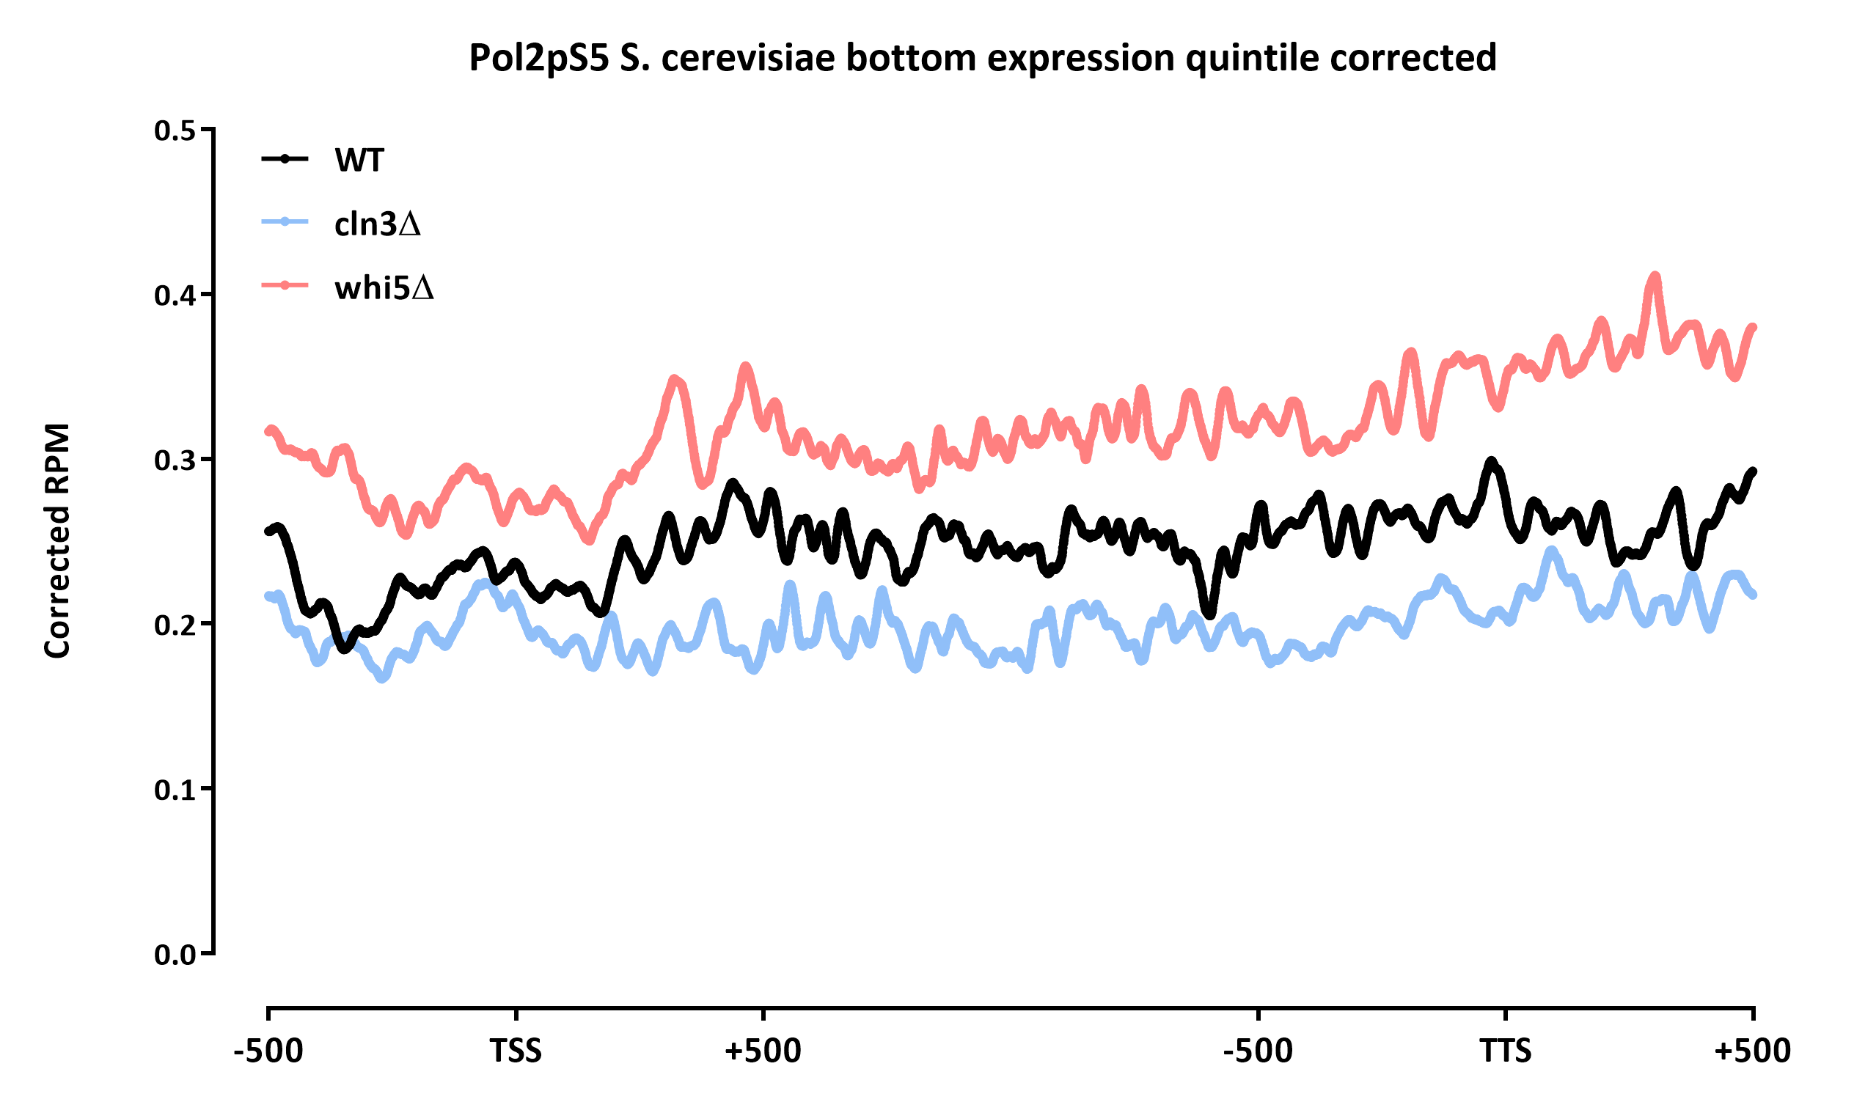 Pol2pS5 S. cerevisiae bottom expression quintile corrected
0.5
WT
cln3Δ
whi5Δ
0.4
0.3
Corrected RPM
0.2
0.1
0.0
-500 TSS +500 -500 TTS +500